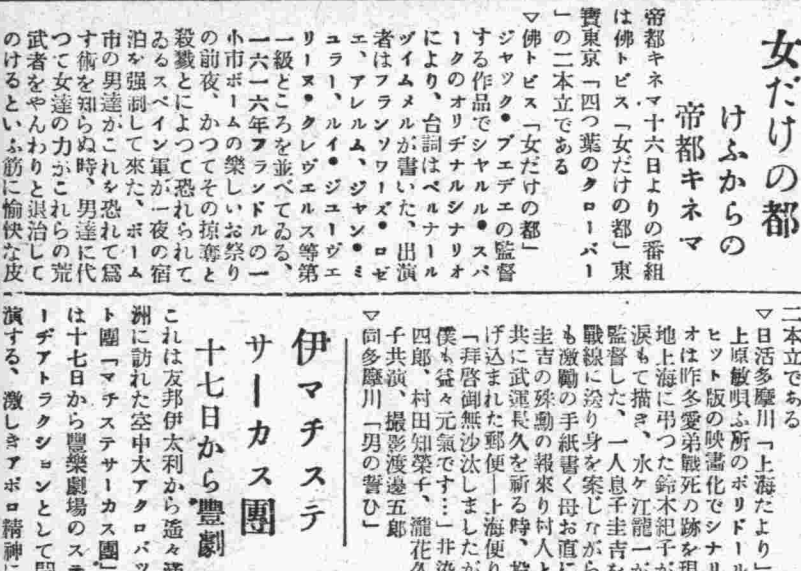 女だけの都
けふからの
帝都キネマ
帝都キネマ十六日よりの番組
は佛トビス「女だけの都」東
寶東京「四つ葉のクローバー
」の二本立である
▽佛トビス「女だけの都」
ジャック・フエデエの監督
する作品でシヤルル・スパ
ークのオリヂナルシナリオ
により、台詞はベルナール
ヅイムメルが書いた、出演
者はフランソワーズ・ロゼ
エ、アレルム、ジャン・ミ
ユラー、ルイ・ジューヴエ
リーヌ・クレヴエルス等第
一級どころを並べてゐる、
一六一六年フランドルの一
小市ボームの樂しいお祭り
の前夜、かつてその掠奪と
殺戮とによつて恐れられて
ゐるスペイン軍が一夜の宿
泊を强制して來た、ボーム
市の男達がこれを恐れて爲
す術を知らぬ時、男達に代
つて女達の力がこれらの荒
武者をやんわりと退治して
のけるといふ筋に愉快な皮
二本立である
▽日活多摩川「上海だより」
上原敏唄ふ所のポリドール
ヒット版の映畫化でシナリ
オは昨冬愛弟戰死の跡を現
地上海に弔つた鈴木紀子が
淚もて描き、水ケ江龍一が
監督した、一人息子圭吉を
戰線に送り身を案じながら
も激勵の手紙書く母お直に
圭吉の殊勳の報來り村人と
共に武運長久を祈る時、投
げ込まれた郵便—上海便り
「拜啓御無沙汰しましたが
僕も益々元氣です…」井染
四郎、村田知榮子、瀧花久
子共演、撮影渡邊五郎
▽同多摩川「男の誓ひ」
伊マチステ
サーカス團
十七日から豐劇
これは友邦伊太利から遙々滿
洲に訪れた空中大アクロバッ
ト團「マチステサーカス團」
は十七日から豐樂劇場のステ
ーヂアトラクションとして開
演する、激しきアポロ精神に